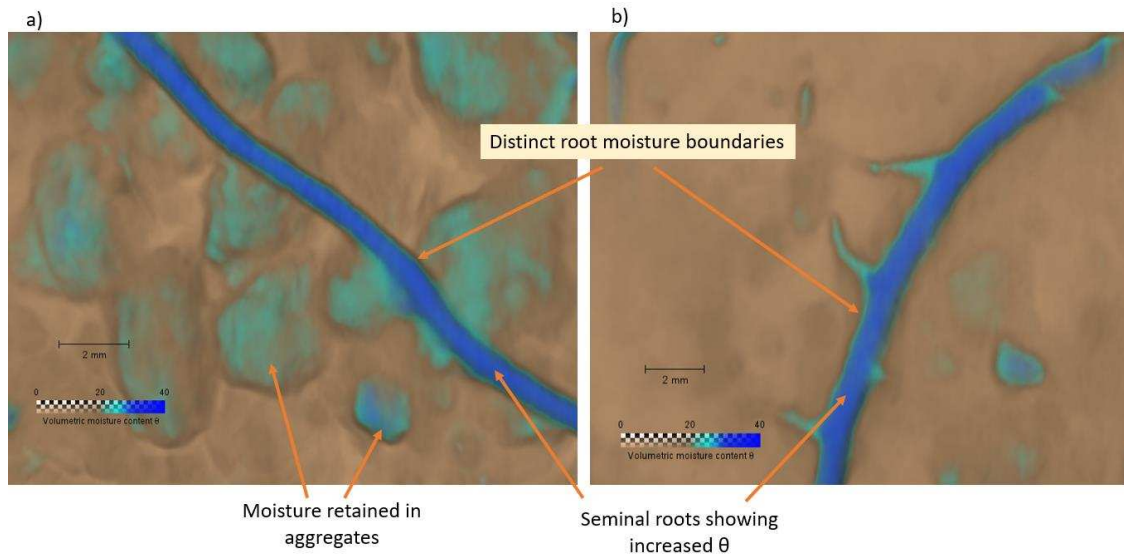 a)
b)
Distinct root moisture boundaries
2 mm
0 20 40
Volumetric moisture content θ
2 mm
0 20 40
Volumetric moisture content θ
Moisture retained in
aggregates
Seminal roots showing
increased θ